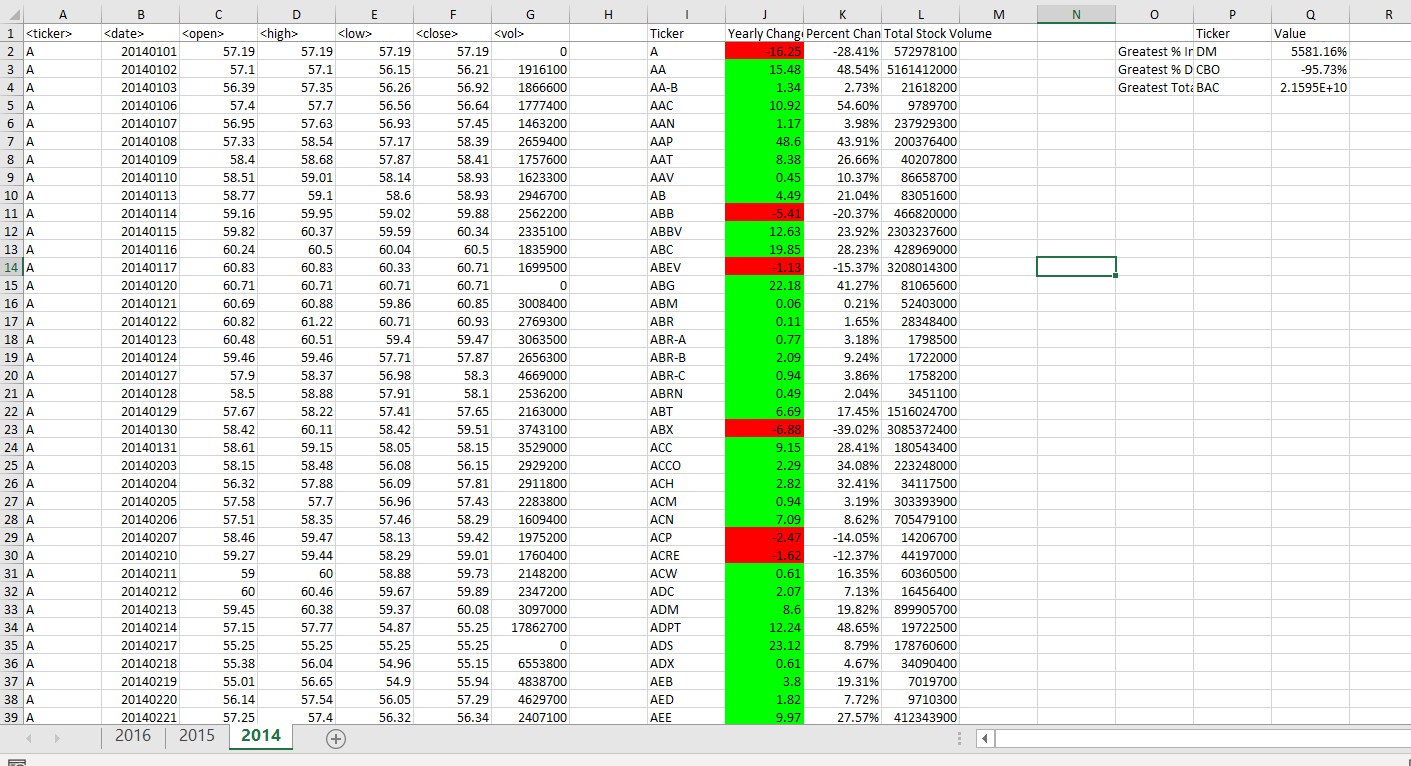 A B C D E F G H I J K L M N O P Q R
1 <ticker> <date> <open> <high> <low> <close> <vol> Ticker Yearly Chang Percent Chan Total Stock Volume Ticker Value
2 A 20140101 57.19 57.19 57.19 57.19 0 A -16.25 -28.41% 572978100 Greatest % In DM 5581.16%
3 A 20140102 57.1 57.1 56.15 56.21 1916100 AA 15.48 48.54% 5161412000 Greatest % D CBO -95.73%
4 A 20140103 56.39 57.35 56.26 56.92 1866600 AA-B 1.34 2.73% 21618200 Greatest Tota BAC 2.1595E+10
5 A 20140106 57.4 57.7 56.56 56.64 1777400 AAC 10.92 54.60% 9789700
6 A 20140107 56.95 57.63 56.93 57.45 1463200 AAN 1.17 3.98% 237929300
7 A 20140108 57.33 58.54 57.17 58.39 2659400 AAP 48.6 43.91% 200376400
8 A 20140109 58.4 58.68 57.87 58.41 1757600 AAT 8.38 26.66% 40207800
9 A 20140110 58.51 59.01 58.14 58.93 1623300 AAV 0.45 10.37% 86658700
10 A 20140113 58.77 59.1 58.6 58.93 2946700 AB 4.49 21.04% 83051600
11 A 20140114 59.16 59.95 59.02 59.88 2562200 ABB -5.41 -20.37% 466820000
12 A 20140115 59.82 60.37 59.59 60.34 2335100 ABBV 12.63 23.92% 2303237600
13 A 20140116 60.24 60.5 60.04 60.5 1835900 ABC 19.85 28.23% 428969000
14 A 20140117 60.83 60.83 60.33 60.71 1699500 ABEV -1.13 -15.37% 3208014300
15 A 20140120 60.71 60.71 60.71 60.71 0 ABG 22.18 41.27% 81065600
16 A 20140121 60.69 60.88 59.86 60.85 3008400 ABM 0.06 0.21% 52403000
17 A 20140122 60.82 61.22 60.71 60.93 2769300 ABR 0.11 1.65% 28348400
18 A 20140123 60.48 60.51 59.4 59.47 3063500 ABR-A 0.77 3.18% 1798500
19 A 20140124 59.46 59.46 57.71 57.87 2656300 ABR-B 2.09 9.24% 1722000
20 A 20140127 57.9 58.37 56.98 58.3 4669000 ABR-C 0.94 3.86% 1758200
21 A 20140128 58.5 58.88 57.91 58.1 2536200 ABRN 0.49 2.04% 3451100
22 A 20140129 57.67 58.22 57.41 57.65 2163000 ABT 6.69 17.45% 1516024700
23 A 20140130 58.42 60.11 58.42 59.51 3743100 ABX -6.88 -39.02% 3085372400
24 A 20140131 58.61 59.15 58.05 58.15 3529000 ACC 9.15 28.41% 180543400
25 A 20140203 58.15 58.48 56.08 56.15 2929200 ACCO 2.29 34.08% 223248000
26 A 20140204 56.32 57.88 56.09 57.81 2911800 ACH 2.82 32.41% 34117500
27 A 20140205 57.58 57.7 56.96 57.43 2283800 ACM 0.94 3.19% 303393900
28 A 20140206 57.51 58.35 57.46 58.29 1609400 ACN 7.09 8.62% 705479100
29 A 20140207 58.46 59.47 58.13 59.42 1975200 ACP -2.47 -14.05% 14206700
30 A 20140210 59.27 59.44 58.29 59.01 1760400 ACRE -1.62 -12.37% 44197000
31 A 20140211 59 60 58.88 59.73 2148200 ACW 0.61 16.35% 60360500
32 A 20140212 60 60.46 59.67 59.89 2347200 ADC 2.07 7.13% 16456400
33 A 20140213 59.45 60.38 59.37 60.08 3097000 ADM 8.6 19.82% 899905700
34 A 20140214 57.15 57.77 54.87 55.25 17862700 ADPT 12.24 48.65% 19722500
35 A 20140217 55.25 55.25 55.25 55.25 0 ADS 23.12 8.79% 178760600
36 A 20140218 55.38 56.04 54.96 55.15 6553800 ADX 0.61 4.67% 34090400
37 A 20140219 55.01 56.65 54.9 55.94 4838700 AEB 3.8 19.31% 7019700
38 A 20140220 56.14 57.54 56.05 57.29 4629700 AED 1.82 7.72% 9710300
39 A 20140221 57.25 57.4 56.32 56.34 2407100 AEE 9.97 27.57% 412343900
2016 2015 2014